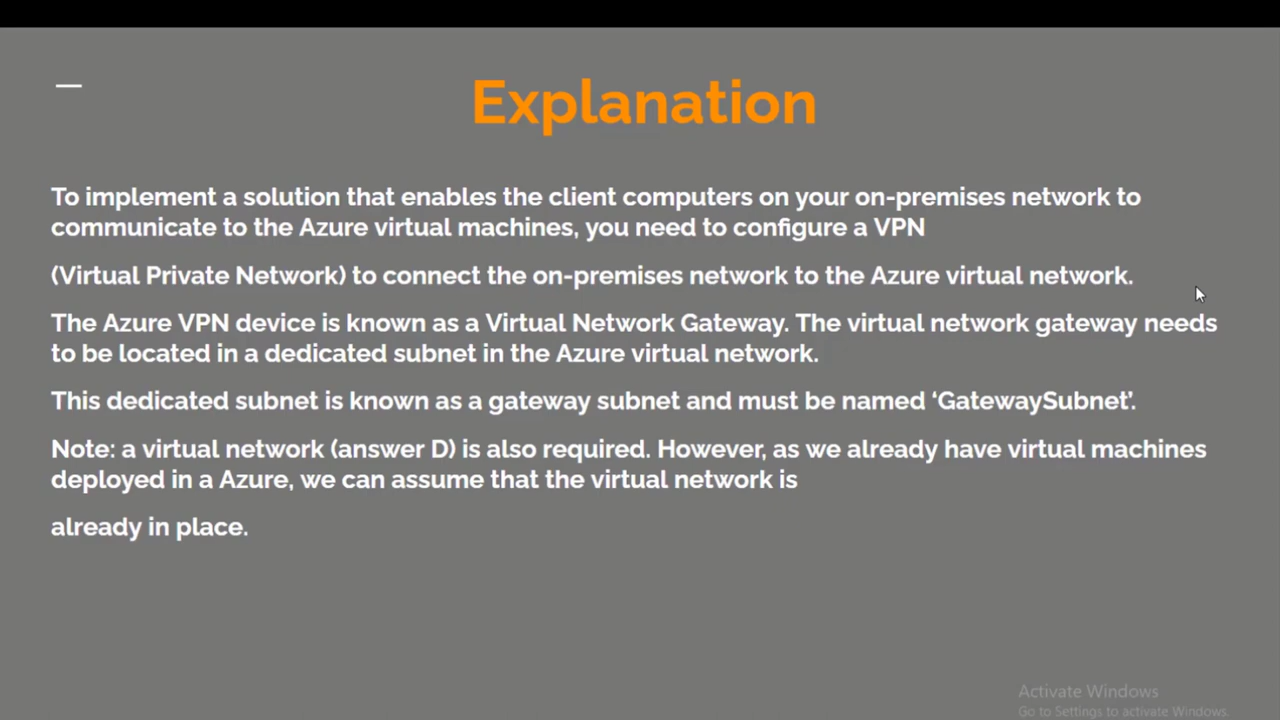 Explanation
To implement a solution that enables the client computers on your on-premises network to
communicate to the Azure virtual machines, you need to configure a VPN
(Virtual Private Network) to connect the on-premises network to the Azure virtual network.
The Azure VPN device is known as a Virtual Network Gateway. The virtual network gateway needs
to be located in a dedicated subnet in the Azure virtual network.
This dedicated subnet is known as a gateway subnet and must be named ‘GatewaySubnet’.
Note: a virtual network (answer D) is also required. However, as we already have virtual machines
deployed in a Azure, we can assume that the virtual network is
already in place.
Activate Windows
Go to Settings to activate Windows.